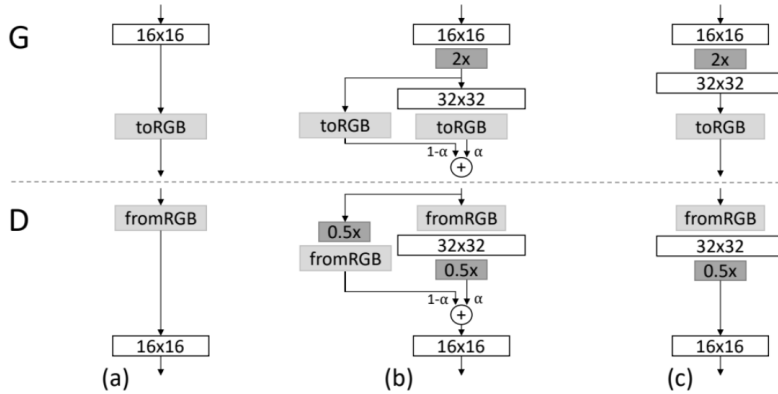 G
16x16
toRGB
16x16
2x
32x32
toRGB
toRGB
1-α
α
+
16x16
2x
32x32
toRGB
D
fromRGB
16x16
(a)
0.5x
fromRGB
fromRGB
32x32
0.5x
1-α
α
+
16x16
(b)
fromRGB
32x32
0.5x
16x16
(c)